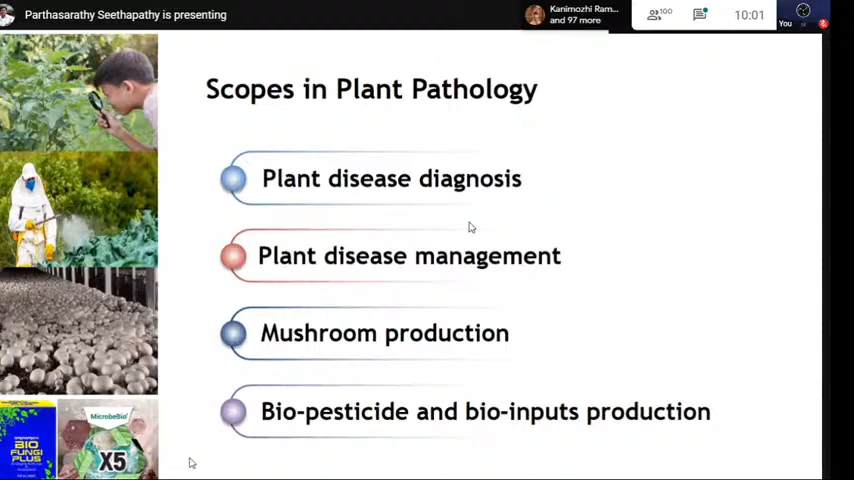 Parthasarathy Seethapathy is presenting
Kanimozhi Ram...
and 97 more
100
10:01
You
Scopes in Plant Pathology
Plant disease diagnosis
Plant disease management
Mushroom production
Bio-pesticide and bio-inputs production
BIO
FUNGI
PLUS
MicrobeBio
X5